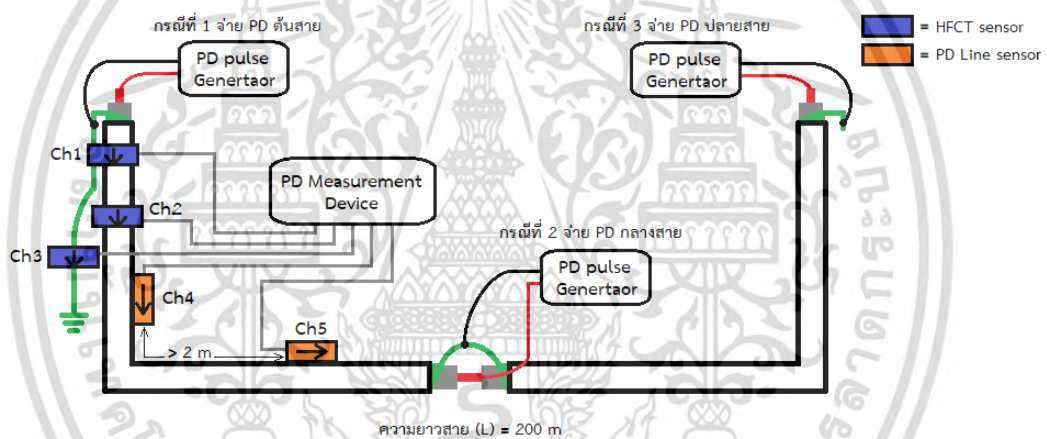 กรณีที่ 1 จ่าย PD ต้นสาย
PD pulse
Genertaor
กรณีที่ 3 จ่าย PD ปลายสาย
PD pulse
Genertaor
= HFCT sensor
= PD Line sensor
Ch1
Ch2
Ch3
PD Measurement
Device
กรณีที่ 2 จ่าย PD กลางสาย
PD pulse
Genertaor
Ch4
Ch5
> 2 m
ความยาวสาย (L) = 200 m